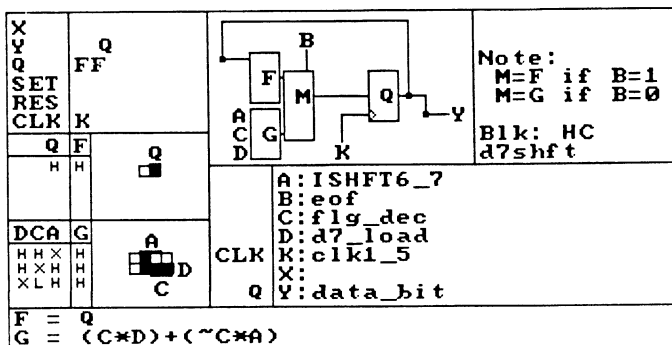 X
Y Q
Q FF
SET
RES
CLK K
B
F
M
Q
A
C G
D
K
Y
Note:
M=F if B=1
M=G if B=0
Blk: HC
d7shft
Q F
H H
Q
DCA G
HHX H
HXH H
XLH H
A
D
C
CLK
Q
A:ISHFT6_7
B:eof
C:flg_dec
D:d7_load
K:clk1_5
X:
Y:data_bit
F = Q
G = (C*D)+(~C*A)